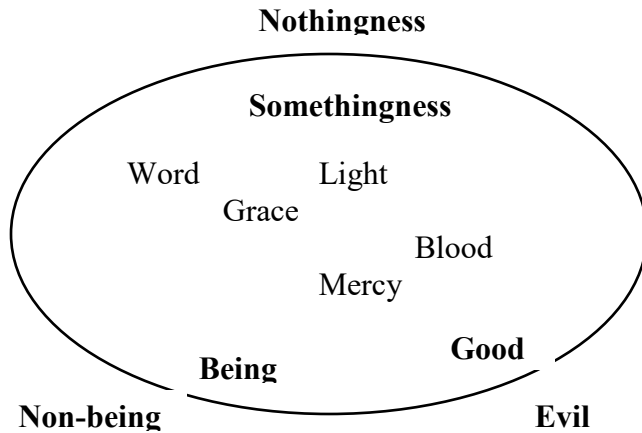 Nothingness
Somethingness
Word Light
Grace
Blood
Mercy
Good
Being
Non-being Evil